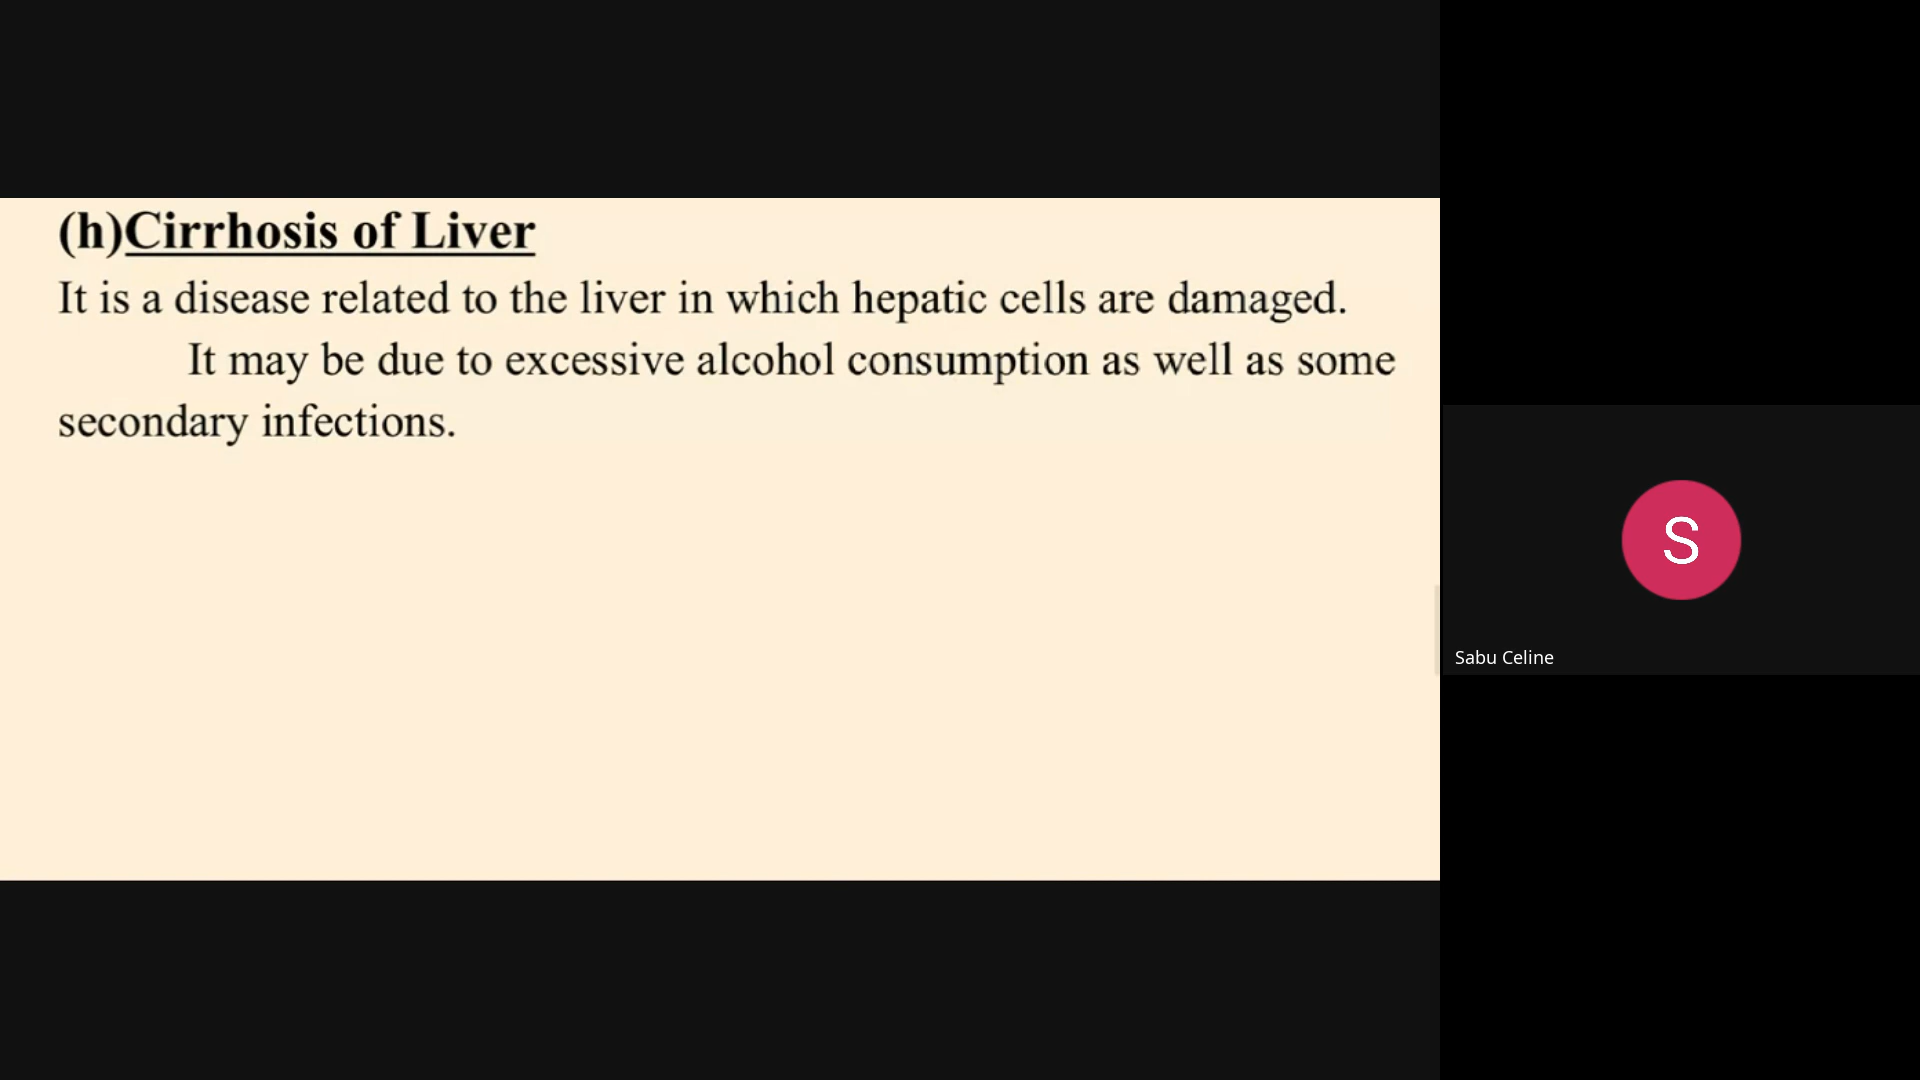 (h)Cirrhosis of Liver
It is a disease related to the liver in which hepatic cells are damaged.
It may be due to excessive alcohol consumption as well as some
secondary infections.
S
Sabu Celine